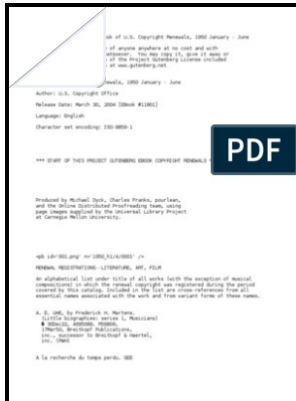 ok of U.S. Copyright Renewals, 1950 January - June
of anyone anywhere at no cost and with
whatsoever. You may copy it, give it away or
of the Project Gutenberg License included
at www.gutenberg.net
newals, 1950 January - June
Author: U.S. Copyright Office
Release Date: March 30, 2004 [EBook #11801]
Language: English
Character set encoding: ISO-8859-1
*** START OF THIS PROJECT GUTENBERG EBOOK COPYRIGHT RENEWALS
PDF
Produced by Michael Dyck, Charles Franks, pourlean,
and the Online Distributed Proofreading team, using
page images supplied by the Universal Library Project
at Carnegie Mellon University.
RENEWAL REGISTRATIONS--LITERATURE, ART, FILM
An alphabetical list under title of all works (with the exception of musical
compositions) in which the renewal copyright was registered during the period
covered by this catalog. Included in the list are cross-references from all
essential names associated with the work and from variant forms of these names.
A. E. UHE, by Frederick H. Martens.
(Little biographies: series I, Musicians)
Breitkopf Publications,
inc., successor to Breitkopf & Haertel,
inc. (PWH)
A la recherche du temps perdu. SEE